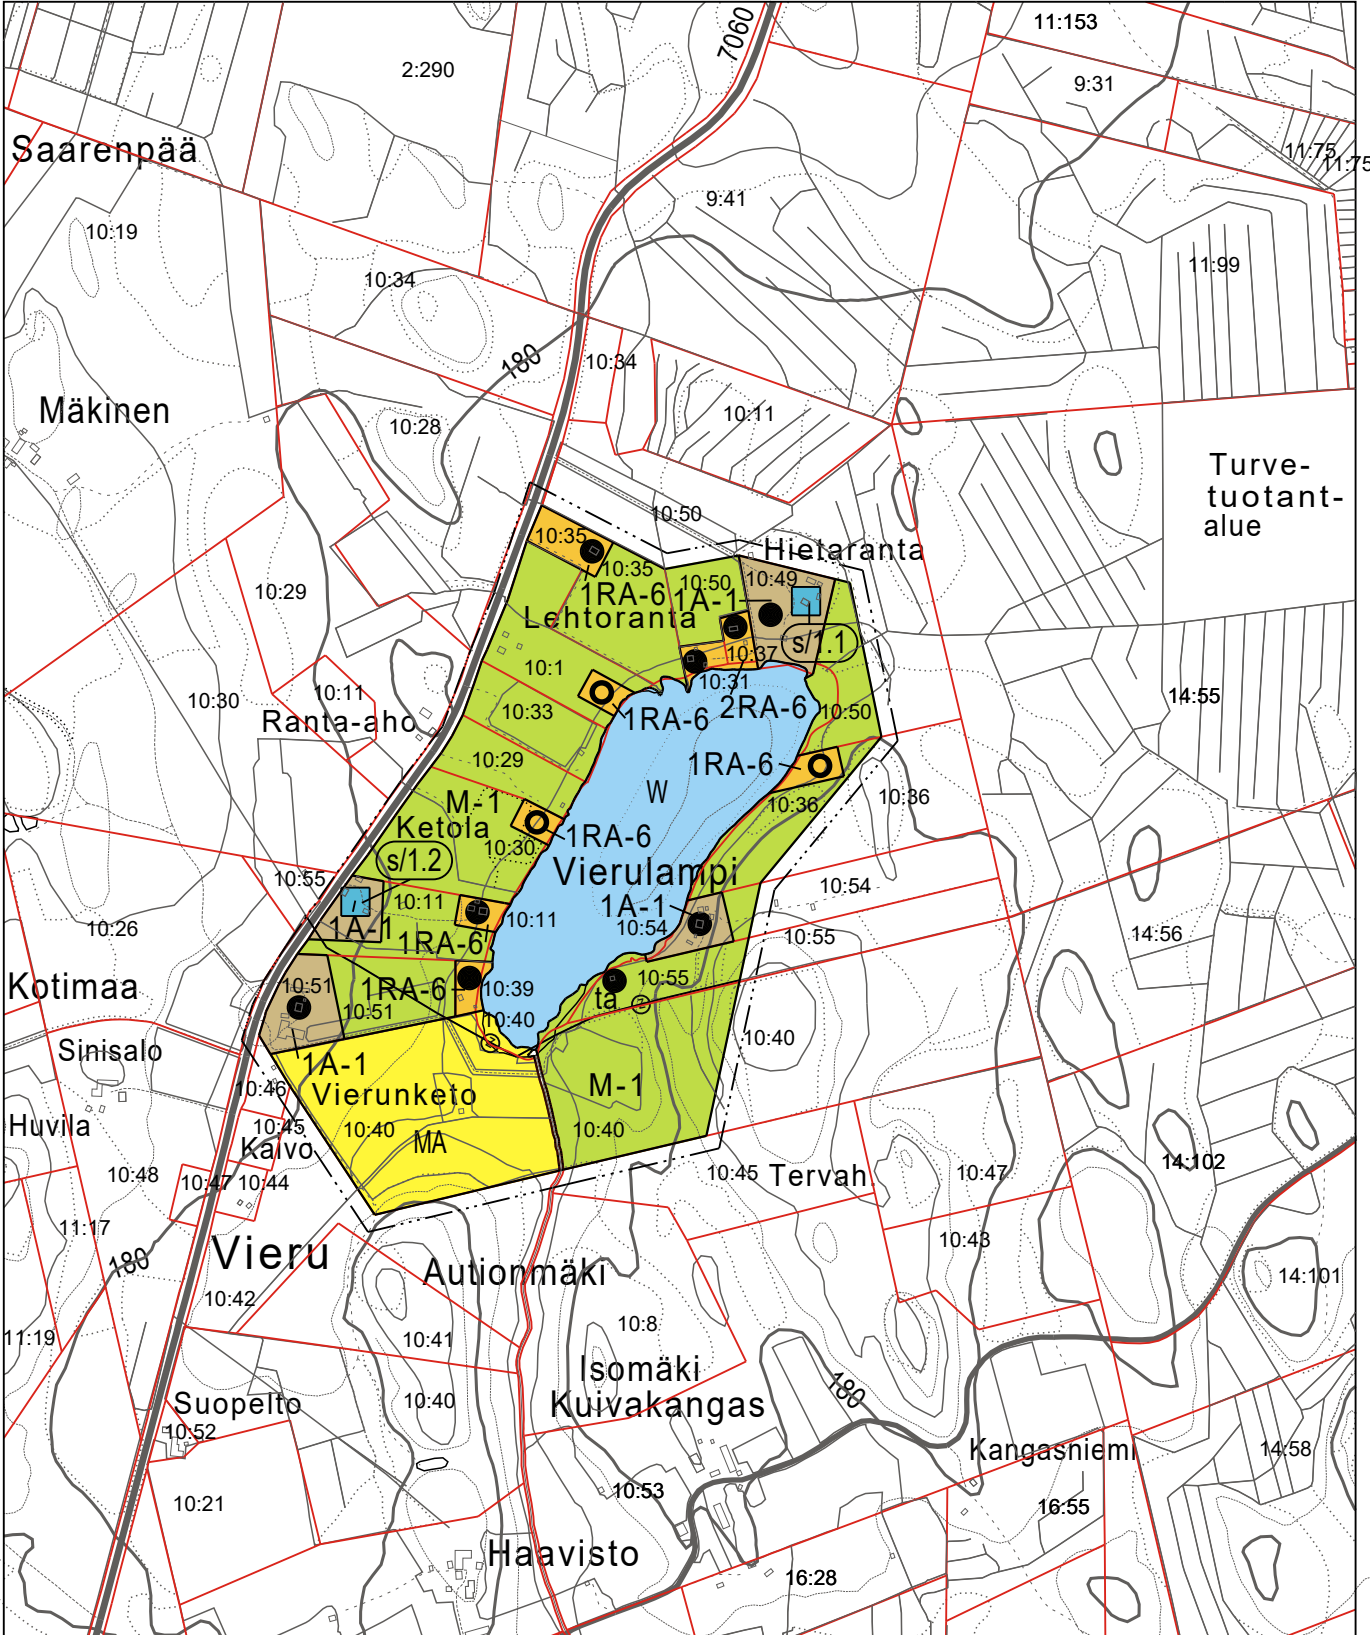 11:153
7060
2:290
9:31
Saarenpää
11:75
11:75
9:41
10:19
11:99
10:34
180
10:34
Mäkinen
10:11
10:28
Turve-
tuotant-
alue
10:50
10:35
Hietaranta
10:35
10:50
10:49
10:29
1RA-6
1A-1
Lehtoranta
s/1.1
10:37
10:1
10:31
10:30
10:11
14:55
Ranta-aho
10:33
1RA-6
2RA-6
10:50
10:29
1RA-6
W
M-1
10:36
10:36
Ketola
1RA-6
10:30
s/1.2
Vierulampi
10:55
10:54
10:11
1A-1
10:11
10:54
10:26
1A-1
1RA-6
10:55
14:56
Kotimaa
10:51
1RA-6
10:39
10:55
ta
2
10:51
10:40
2
10:40
Sinisalo
1A-1
M-1
10:46
Vierunketo
Huvila
10:45
10:40
MA
10:40
Kaivo
14:102
10:48
10:47
10:44
10:45
Tervah.
10:47
11:17
10:43
Vieru
180
Autionmäki
14:101
10:42
11:19
10:41
10:8
Isomäki
Kuivakangas
180
10:40
Suopelto
10:52
Kangasniemi
14:58
10:21
10:53
16:55
Haavisto
16:28